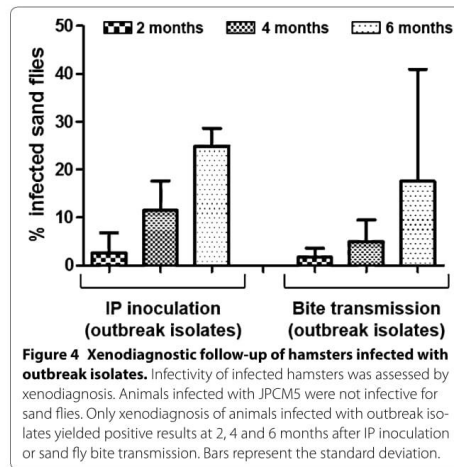 50
2 months 4 months 6 months
40
30
20
10
0
% infected sand flies
IP inoculation Bite transmission
(outbreak isolates) (outbreak isolates)
Figure 4 Xenodiagnostic follow-up of hamsters infected with
outbreak isolates. Infectivity of infected hamsters was assessed by
xenodiagnosis. Animals infected with JPCM5 were not infective for
sand flies. Only xenodiagnosis of animals infected with outbreak iso-
lates yielded positive results at 2, 4 and 6 months after IP inoculation
or sand fly bite transmission. Bars represent the standard deviation.